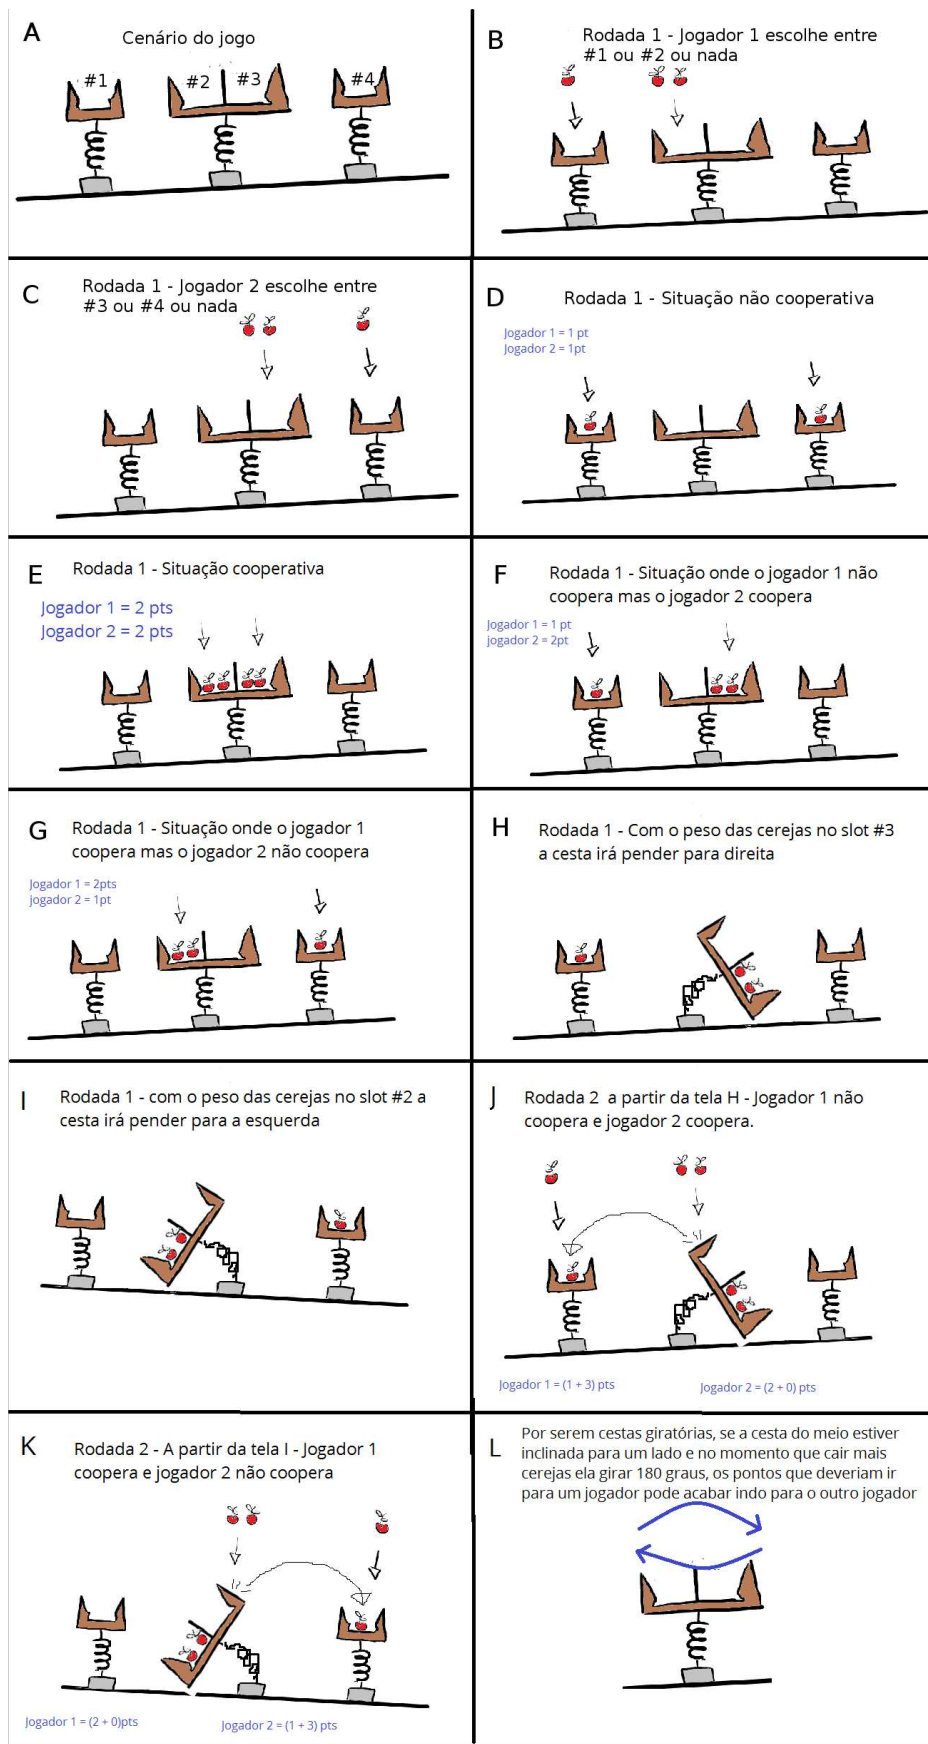 A
Cenário do jogo
#1
#2
#3
#4
B
Rodada 1 - Jogador 1 escolhe entre
#1 ou #2 ou nada
C
Rodada 1 - Jogador 2 escolhe entre
#3 ou #4 ou nada
D
Rodada 1 - Situação não cooperativa
Jogador 1 = 1 pt
Jogador 2 = 1pt
E
Rodada 1 - Situação cooperativa
Jogador 1 = 2 pts
Jogador 2 = 2 pts
F
Rodada 1 - Situação onde o jogador 1 não
coopera mas o jogador 2 coopera
Jogador 1 = 1 pt
jogador 2 = 2pt
G
Rodada 1 - Situação onde o jogador 1
coopera mas o jogador 2 não coopera
Jogador 1 = 2pts
jogador 2 = 1pt
H
Rodada 1 - Com o peso das cerejas no slot #3
a cesta irá pender para direita
I
Rodada 1 - com o peso das cerejas no slot #2 a
cesta irá pender para a esquerda
J
Rodada 2 a partir da tela H - Jogador 1 não
coopera e jogador 2 coopera.
Jogador 1 = (1 + 3) pts
Jogador 2 = (2 + 0) pts
K
Rodada 2 - A partir da tela I - Jogador 1
coopera e jogador 2 não coopera
Jogador 1 = (2 + 0)pts
Jogador 2 = (1 + 3) pts
L
Por serem cestas giratórias, se a cesta do meio estiver
inclinada para um lado e no momento que cair mais
cerejas ela girar 180 graus, os pontos que deveriam ir
para um jogador pode acabar indo para o outro jogador